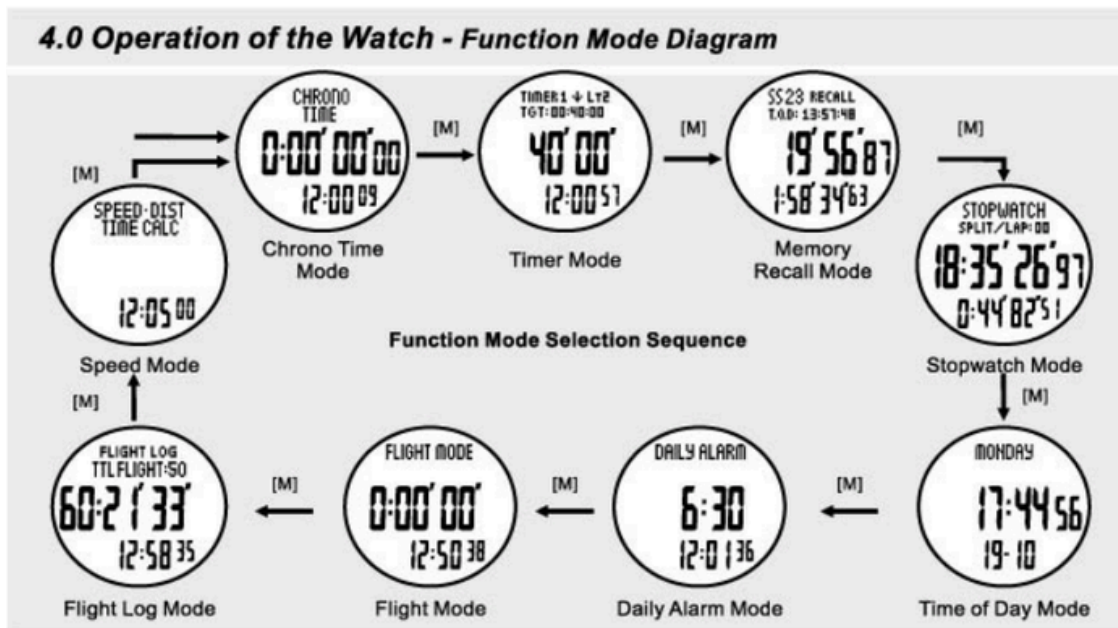 4.0 Operation of the Watch - Function Mode Diagram
CHRONO
TIME
0:00'00"00
12:00 09
Chrono Time
Mode
[M]
TIMER1 ↓ LY2
TGT:00:40:00
40'00"
12:00 57
Timer Mode
[M]
SS23 RECALL
T.O.D: 13:57:48
19'56"87
1:58'34"63
Memory
Recall Mode
[M]
STOPWATCH
SPLIT/LAP:00
18:35'26"97
0:44'82"51
Stopwatch Mode
[M]
MONDAY
17:44 56
19-10
Time of Day Mode
[M]
DAILY ALARM
6:30
12:01 36
Daily Alarm Mode
[M]
FLIGHT MODE
0:00'00"
12:50 38
Flight Mode
[M]
FLIGHT LOG
TTL FLIGHT:50
60:21'33"
12:58 35
Flight Log Mode
[M]
SPEED·DIST
TIME CALC
12:05 00
Speed Mode
[M]
Function Mode Selection Sequence